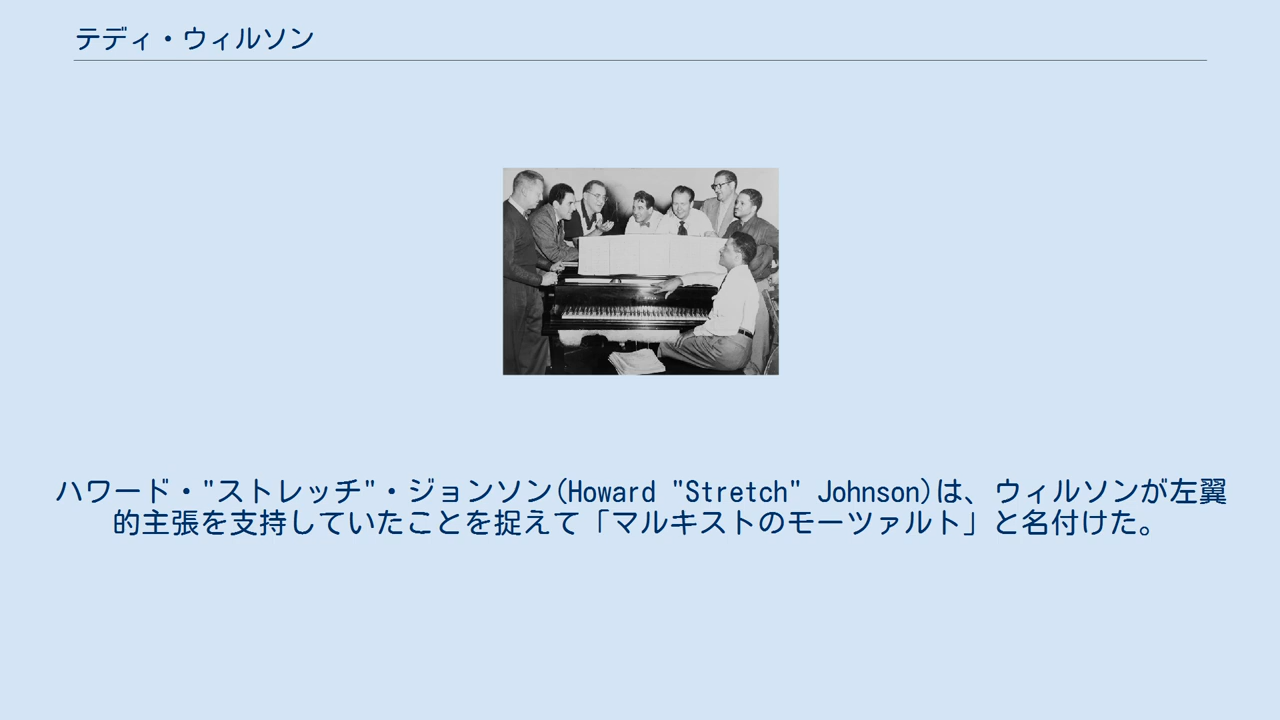 テディ・ウィルソン
ハワード・"ストレッチ"・ジョンソン(Howard "Stretch" Johnson)は、ウィルソンが左翼
的主張を支持していたことを捉えて「マルキストのモーツァルト」と名付けた。